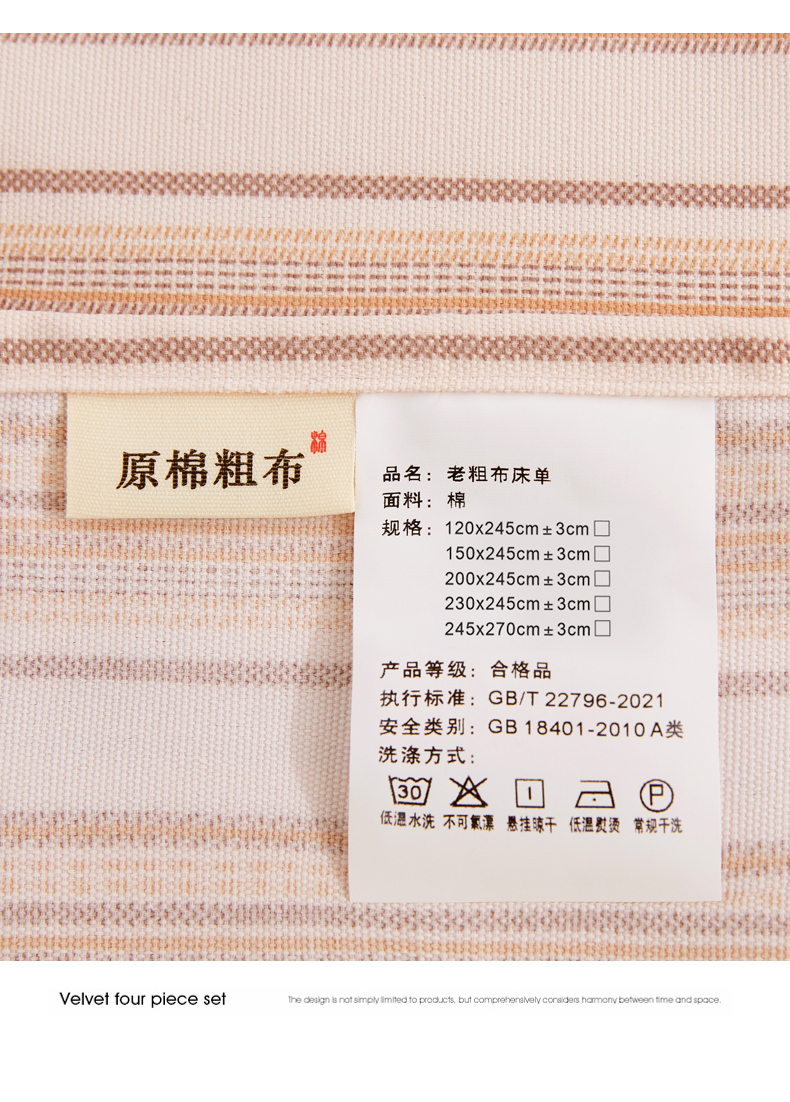 原棉粗布
棉
品名：老粗布床单
面料：棉
规格：120x245cm±3cm□
150x245cm±3cm□
200x245cm±3cm□
230x245cm±3cm□
245x270cm±3cm□
产品等级：合格品
执行标准：GB/T 22796-2021
安全类别：GB 18401-2010 A类
洗涤方式：
30
P
低温水洗 不可氯漂 悬挂晾干 低温熨烫 常规干洗
Velvet four piece set
The design is not simply limited to products, but comprehensively considers harmony between time and space.